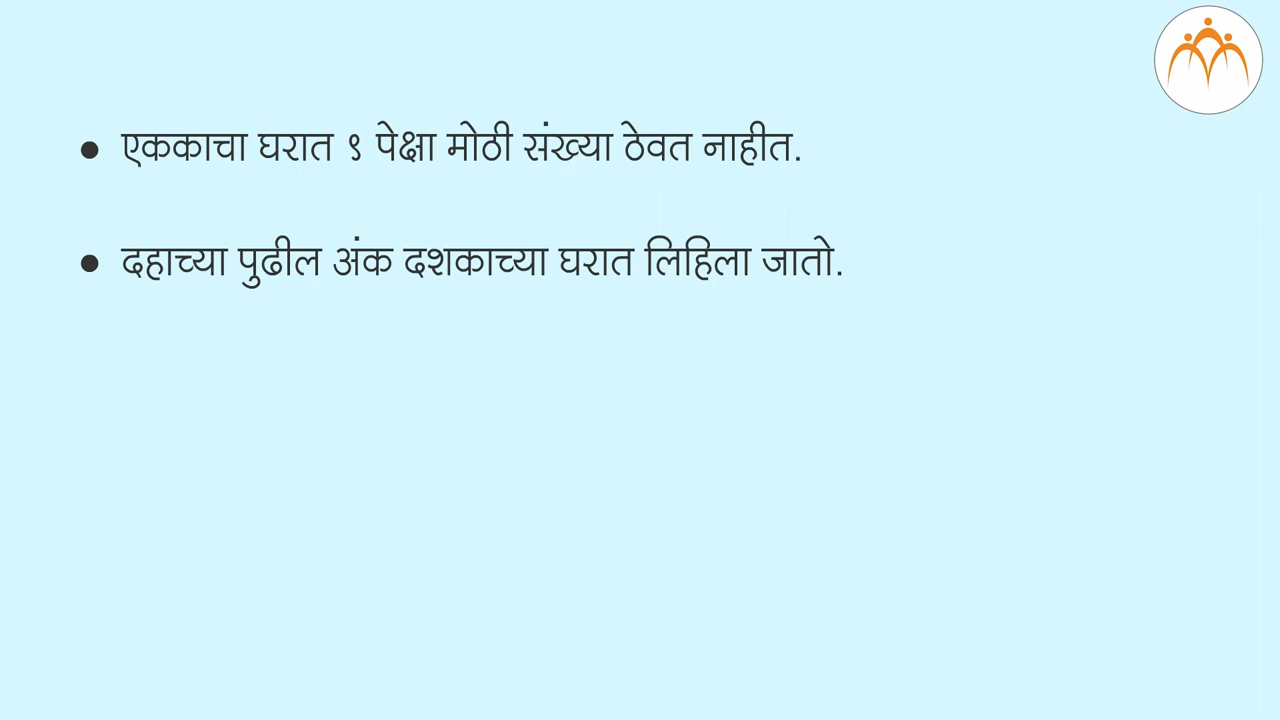 • एककाचा घरात ९ पेक्षा मोठी संख्या ठेवत नाहीत.
• दहाच्या पुढील अंक दशकाच्या घरात लिहिला जातो.